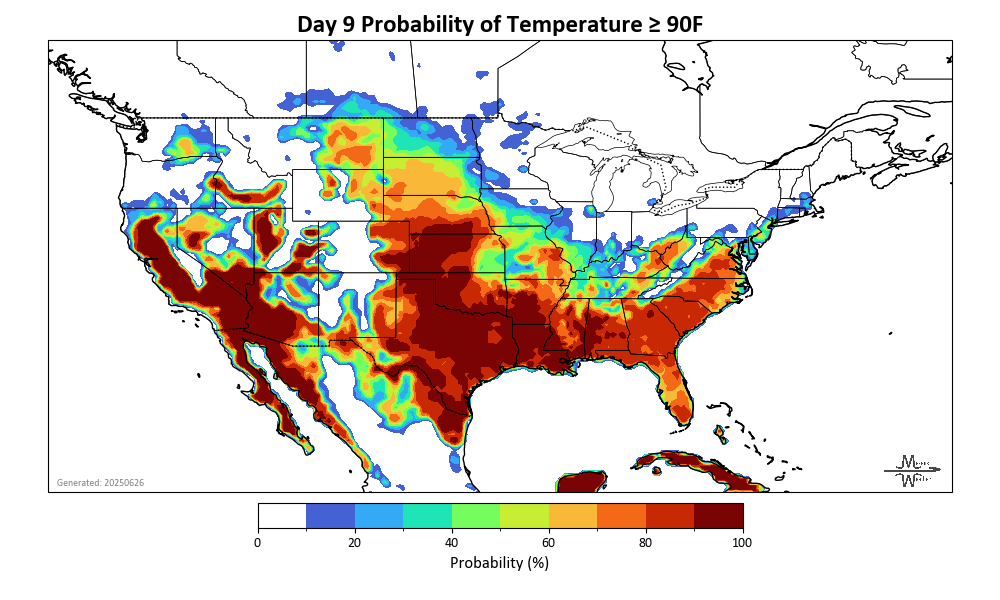 Day 9 Probability of Temperature ≥ 90F
Generated: 20250626
0 20 40 60 80 100
Probability (%)